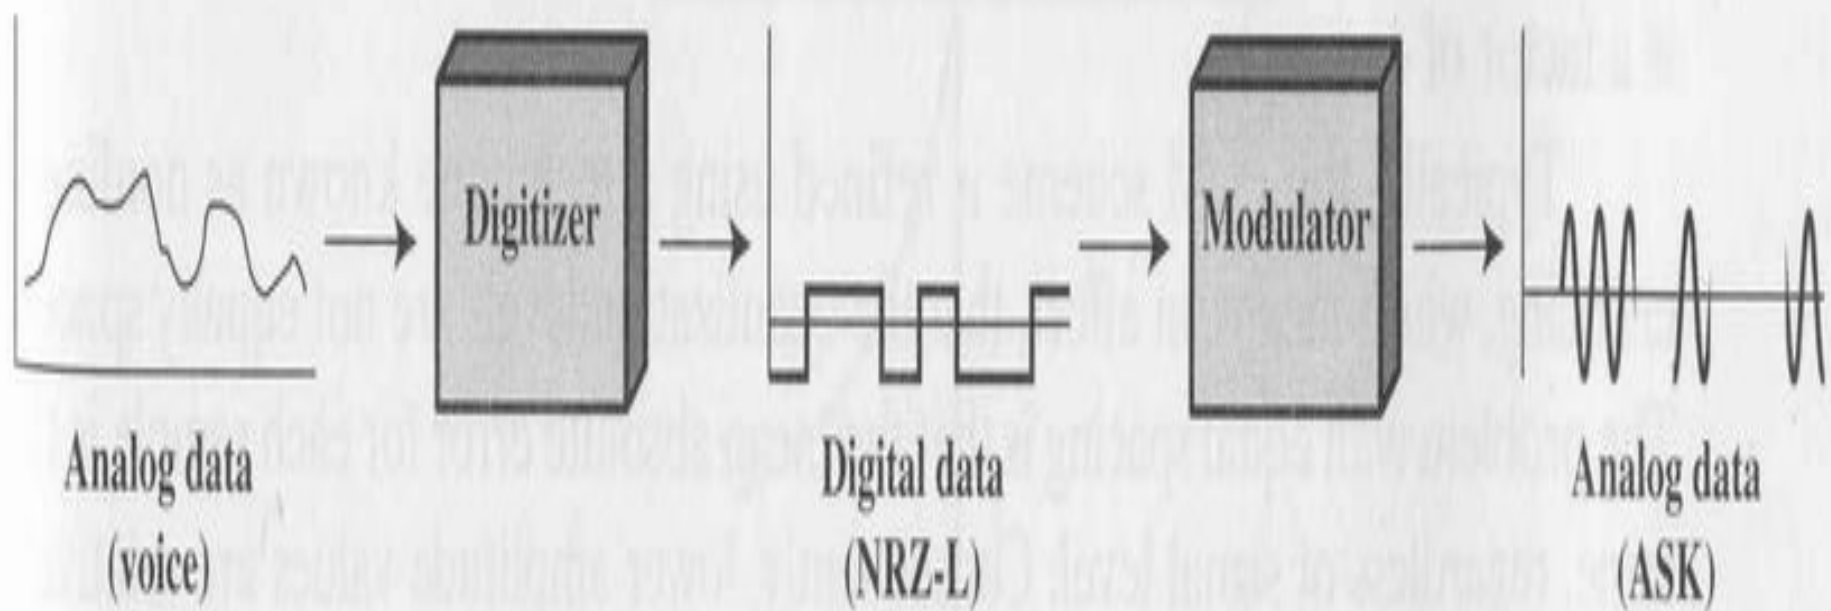 Digitizer
Modulator
Analog data
(voice)
Digital data
(NRZ-L)
Analog data
(ASK)